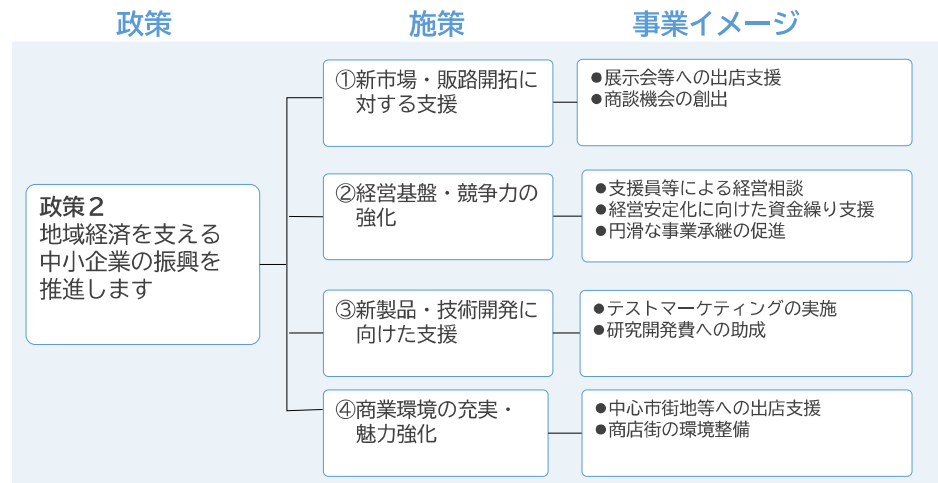 政策
施策
事業イメージ
政策２
地域経済を支える
中小企業の振興を
推進します
①新市場・販路開拓に
対する支援
●展示会等への出店支援
●商談機会の創出
②経営基盤・競争力の
強化
●支援員等による経営相談
●経営安定化に向けた資金繰り支援
●円滑な事業承継の促進
③新製品・技術開発に
向けた支援
●テストマーケティングの実施
●研究開発費への助成
④商業環境の充実・
魅力強化
●中心市街地等への出店支援
●商店街の環境整備